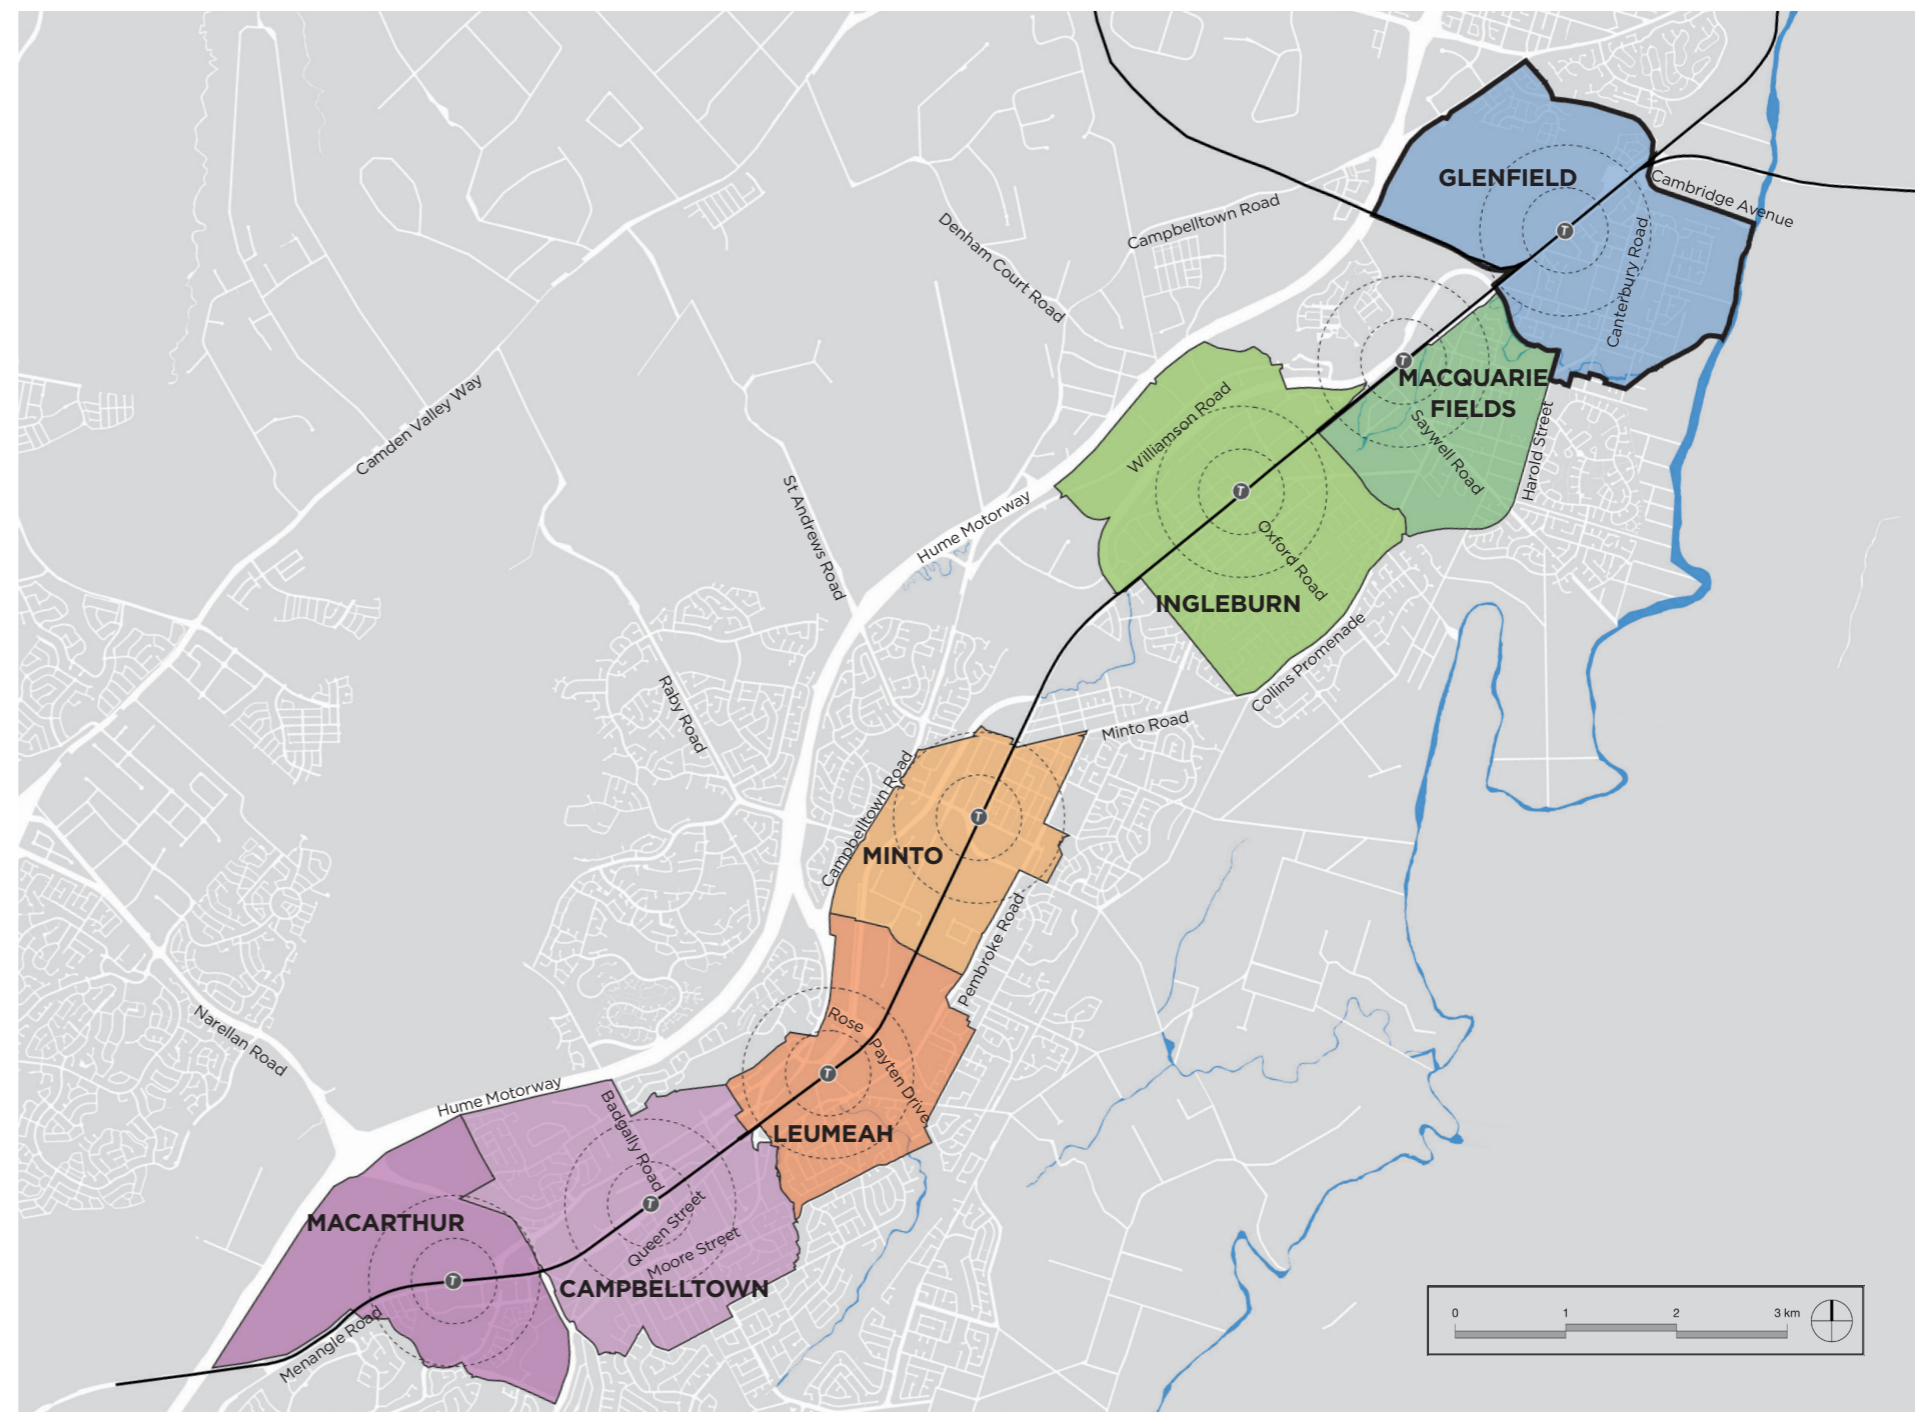 GLENFIELD
Cambridge Avenue
Canterbury Road
Campbelltown Road
Denham Court Road
T
T
MACQUARIE
FIELDS
Saywell Road
Harold Street
Williamson Road
Camden Valley Way
St Andrews Road
Hume Motorway
T
Oxford Road
INGLEBURN
Collins Promenade
Raby Road
Minto Road
Campbelltown Road
T
MINTO
Pembroke Road
Narellan Road
Rose
Payten Drive
T
Hume Motorway
Badgally Road
LEUMEAH
T
Queen Street
Moore Street
MACARTHUR
T
CAMPBELLTOWN
Menangle Road
0 1 2 3 km